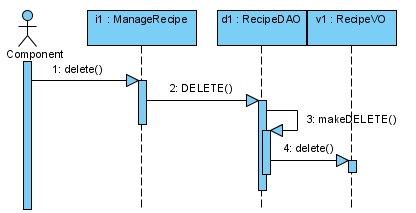 i1 : ManageRecipe
d1 : RecipeDAO
v1 : RecipeVO
Component
1: delete()
2: DELETE()
3: makeDELETE()
4: delete()